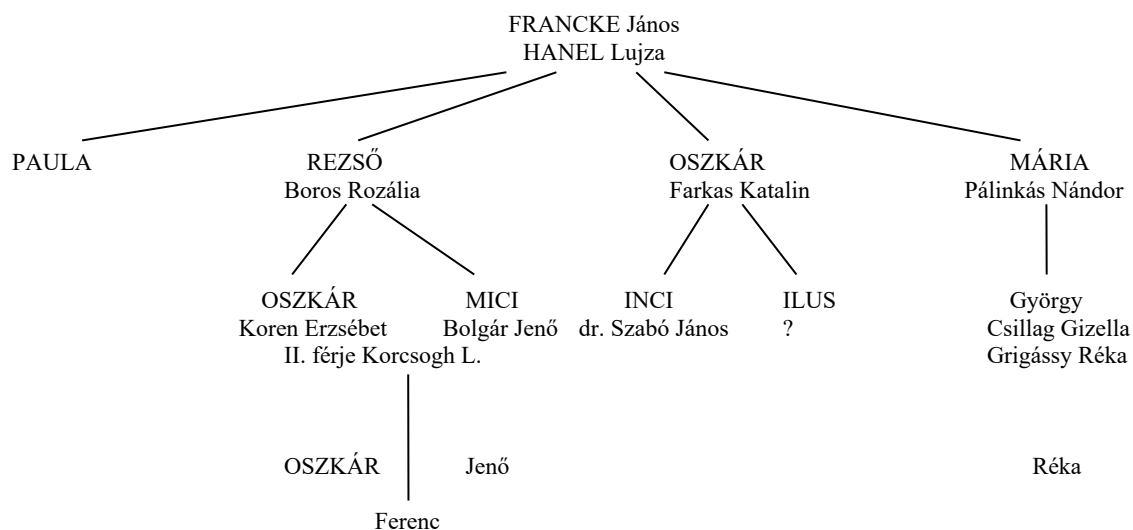 FRANCKE János
HANEL Lujza
PAULA REZSŐ OSZKÁR MÁRIA
Boros Rozália Farkas Katalin Pálinkás Nándor
OSZKÁR MICI INCI ILUS György
Koren Erzsébet Bolgár Jenő dr. Szabó János ? Csillag Gizella
II. férje Korcsogh L. Grigássy Réka
OSZKÁR Jenő Réka
Ferenc